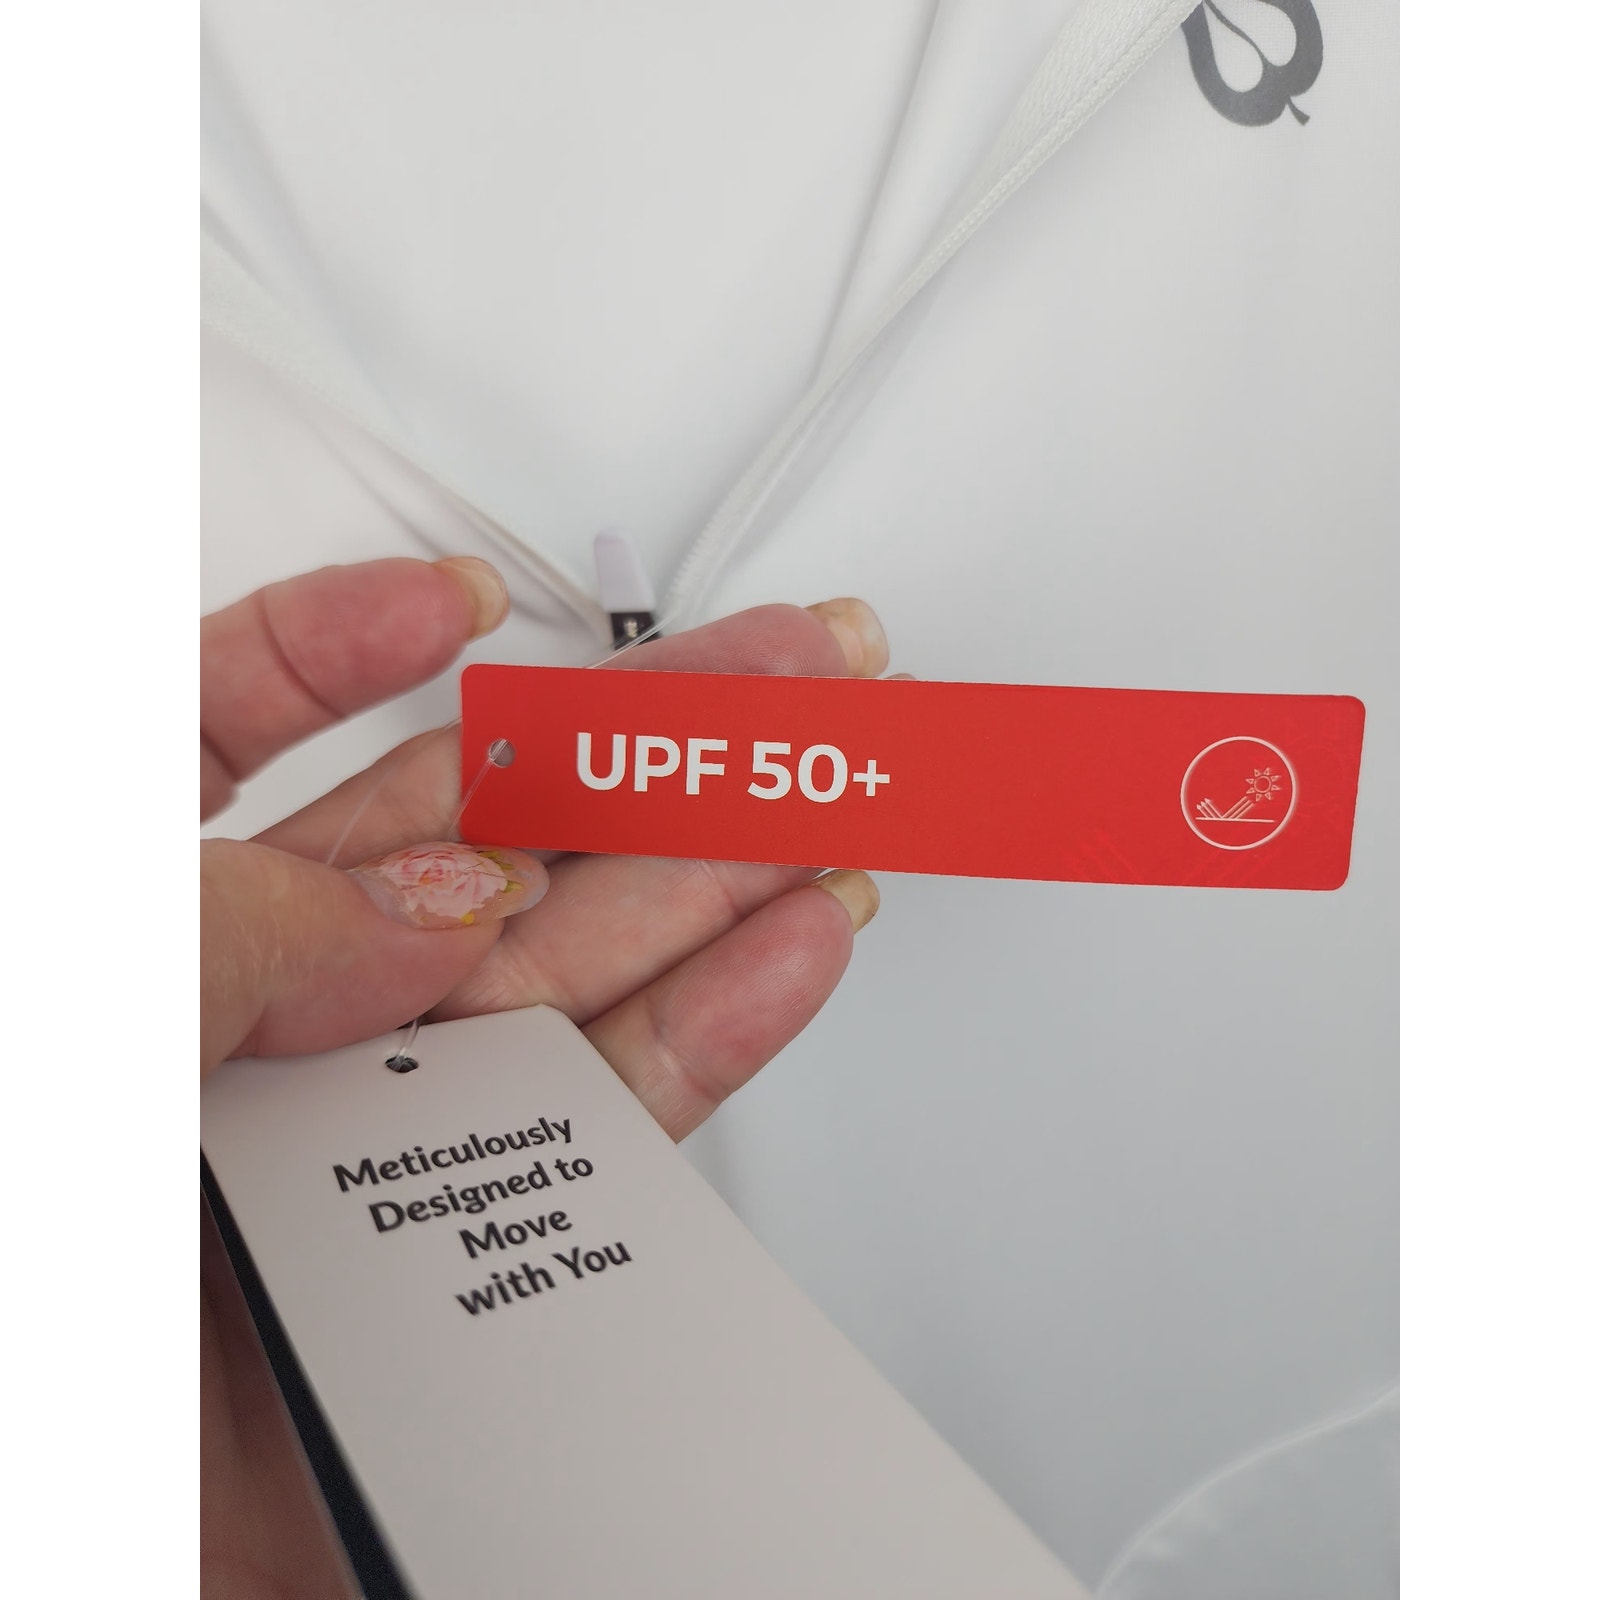 UPF 50+
Meticulously
Designed to
Move
with You